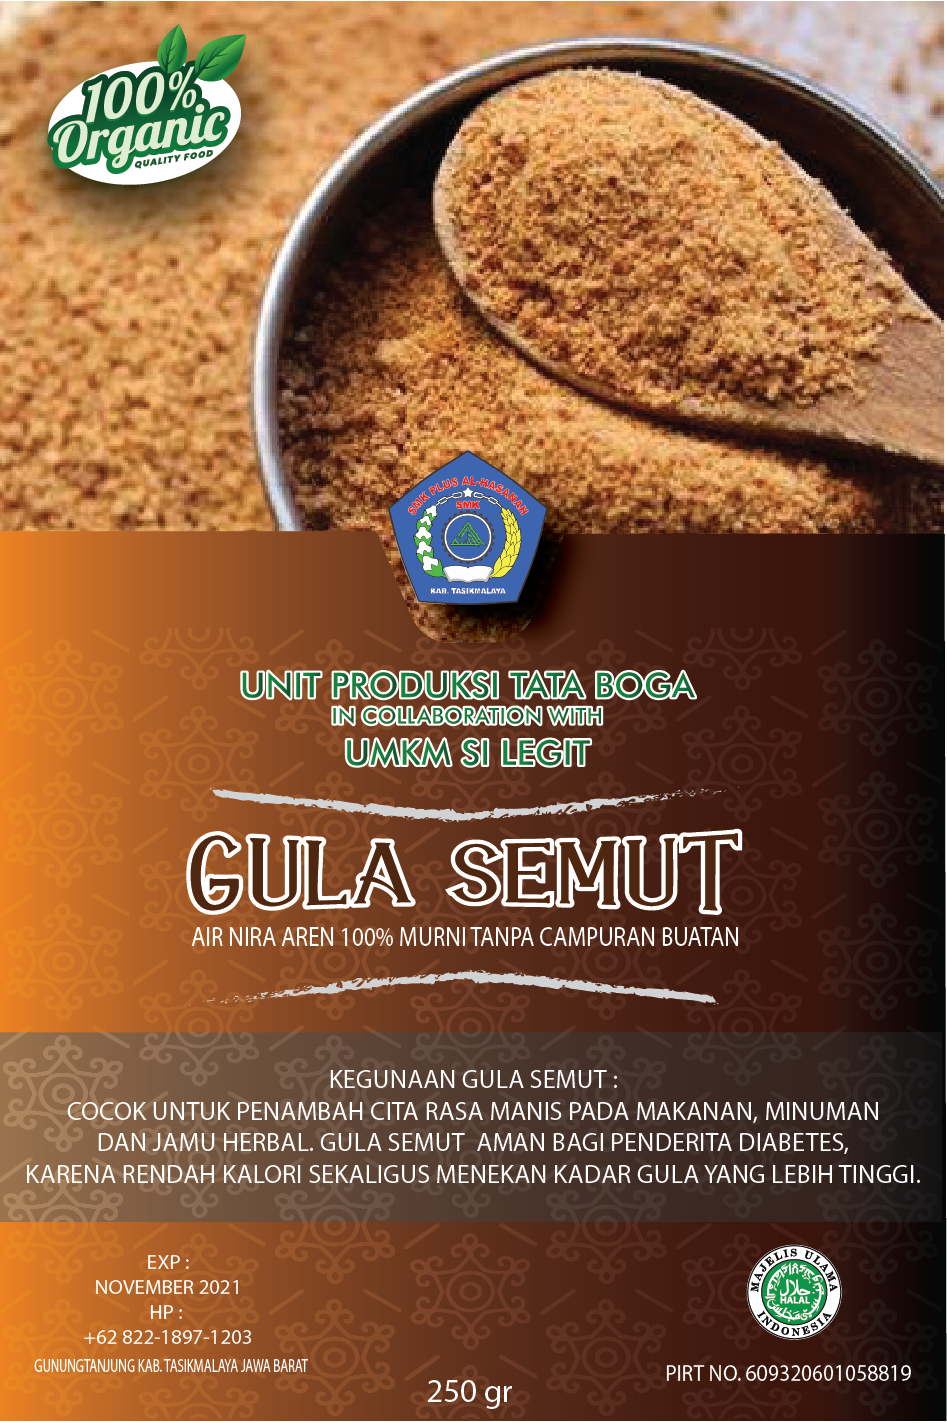 100%
Organic
QUALITY FOOD
SMK PLUS AL-HASANAH
SMK
KAB. TASIKMALAYA
UNIT PRODUKSI TATA BOGA
IN COLLABORATION WITH
UMKM SI LEGIT
GULA SEMUT
AIR NIRA AREN 100% MURNI TANPA CAMPURAN BUATAN
KEGUNAAN GULA SEMUT :
COCOK UNTUK PENAMBAH CITA RASA MANIS PADA MAKANAN, MINUMAN
DAN JAMU HERBAL. GULA SEMUT AMAN BAGI PENDERITA DIABETES,
KARENA RENDAH KALORI SEKALIGUS MENEKAN KADAR GULA YANG LEBIH TINGGI.
EXP :
NOVEMBER 2021
HP :
+62 822-1897-1203
GUNUNGTANJUNG KAB. TASIKMALAYA JAWA BARAT
250 gr
MAJELIS ULAMA
حلال
HALAL
INDONESIA
PIRT NO. 609320601058819